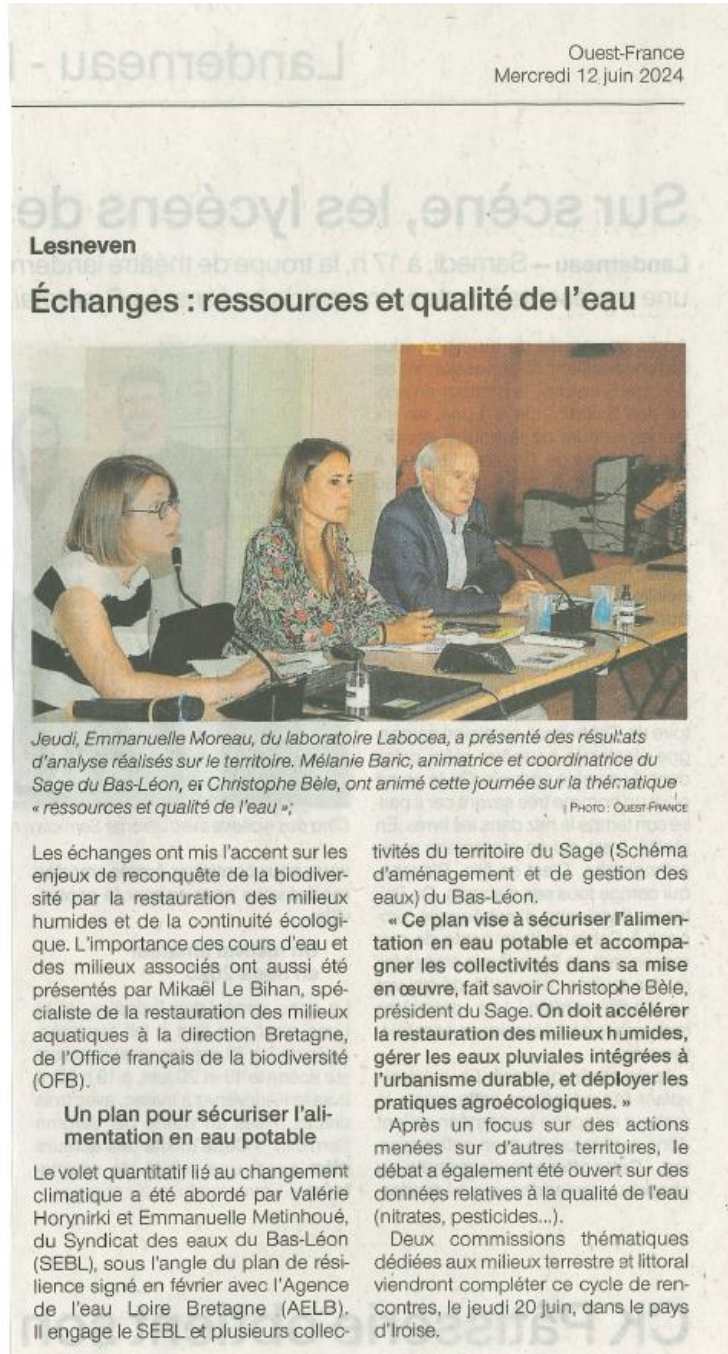 Ouest-France
Mercredi 12 juin 2024
Landerneau -
Sur scène, les lycéens de
Landerneau – Samedi, à 17 h, la troupe de théâtre
Lesneven
Échanges : ressources et qualité de l'eau
Jeudi, Emmanuelle Moreau, du laboratoire Labocea, a présenté des résultats
d'analyse réalisés sur le territoire. Mélanie Baric, animatrice et coordinatrice du
Sage du Bas-Léon, et Christophe Bèle, ont animé cette journée sur la thématique
« ressources et qualité de l'eau »;
| PHOTO : OUEST-FRANCE
Les échanges ont mis l'accent sur les
enjeux de reconquête de la biodiver-
sité par la restauration des milieux
humides et de la continuité écologi-
que. L'importance des cours d'eau et
des milieux associés ont aussi été
présentés par Mikaël Le Bihan, spé-
cialiste de la restauration des milieux
aquatiques à la direction Bretagne,
de l'Office français de la biodiversité
(OFB).
Un plan pour sécuriser l'ali-
mentation en eau potable
Le volet quantitatif lié au changement
climatique a été abordé par Valérie
Horynirki et Emmanuelle Metinhoué,
du Syndicat des eaux du Bas-Léon
(SEBL), sous l'angle du plan de rési-
lience signé en février avec l'Agence
de l'eau Loire Bretagne (AELB).
Il engage le SEBL et plusieurs collec-
tivités du territoire du Sage (Schéma
d'aménagement et de gestion des
eaux) du Bas-Léon.
« Ce plan vise à sécuriser l'alimen-
tation en eau potable et accompa-
gner les collectivités dans sa mise
en œuvre, fait savoir Christophe Bèle,
président du Sage. On doit accélérer
la restauration des milieux humides,
gérer les eaux pluviales intégrées à
l'urbanisme durable, et déployer les
pratiques agroécologiques. »
Après un focus sur des actions
menées sur d'autres territoires, le
débat a également été ouvert sur des
données relatives à la qualité de l'eau
(nitrates, pesticides...).
Deux commissions thématiques
dédiées aux milieux terrestre et littoral
viendront compléter ce cycle de ren-
contres, le jeudi 20 juin, dans le pays
d'Iroise.